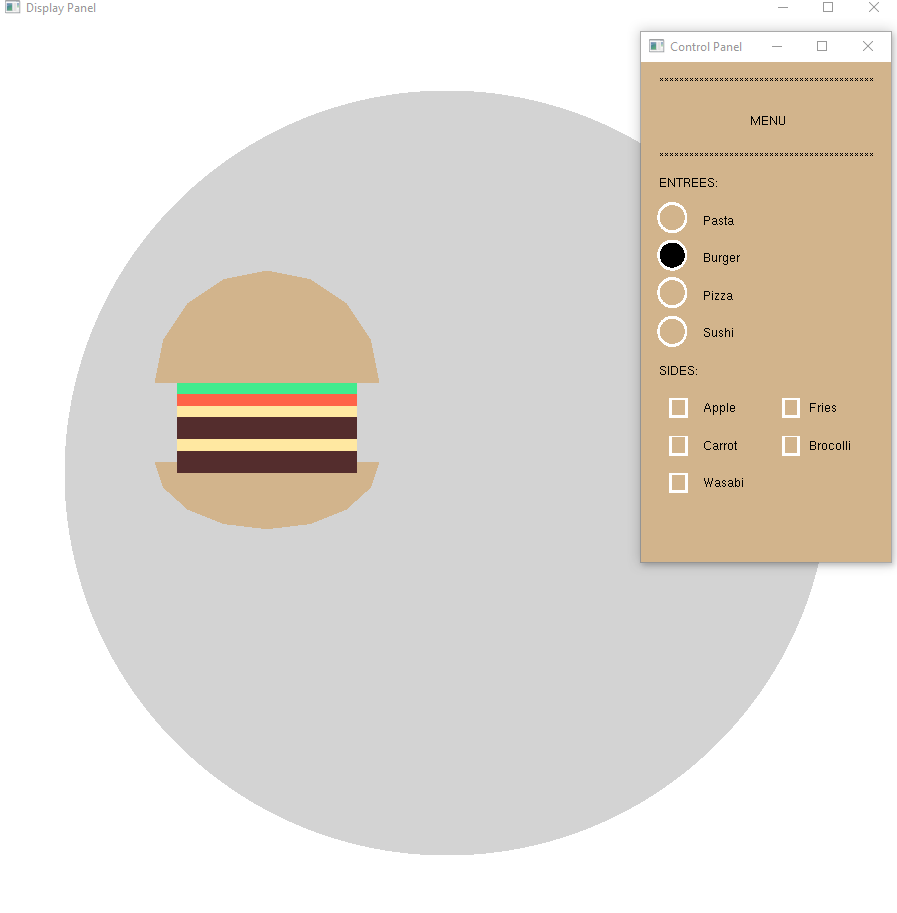 Display Panel
Control Panel
*******************************************
MENU
*******************************************
ENTREES:
Pasta
Burger
Pizza
Sushi
SIDES:
Apple Fries
Carrot Brocolli
Wasabi